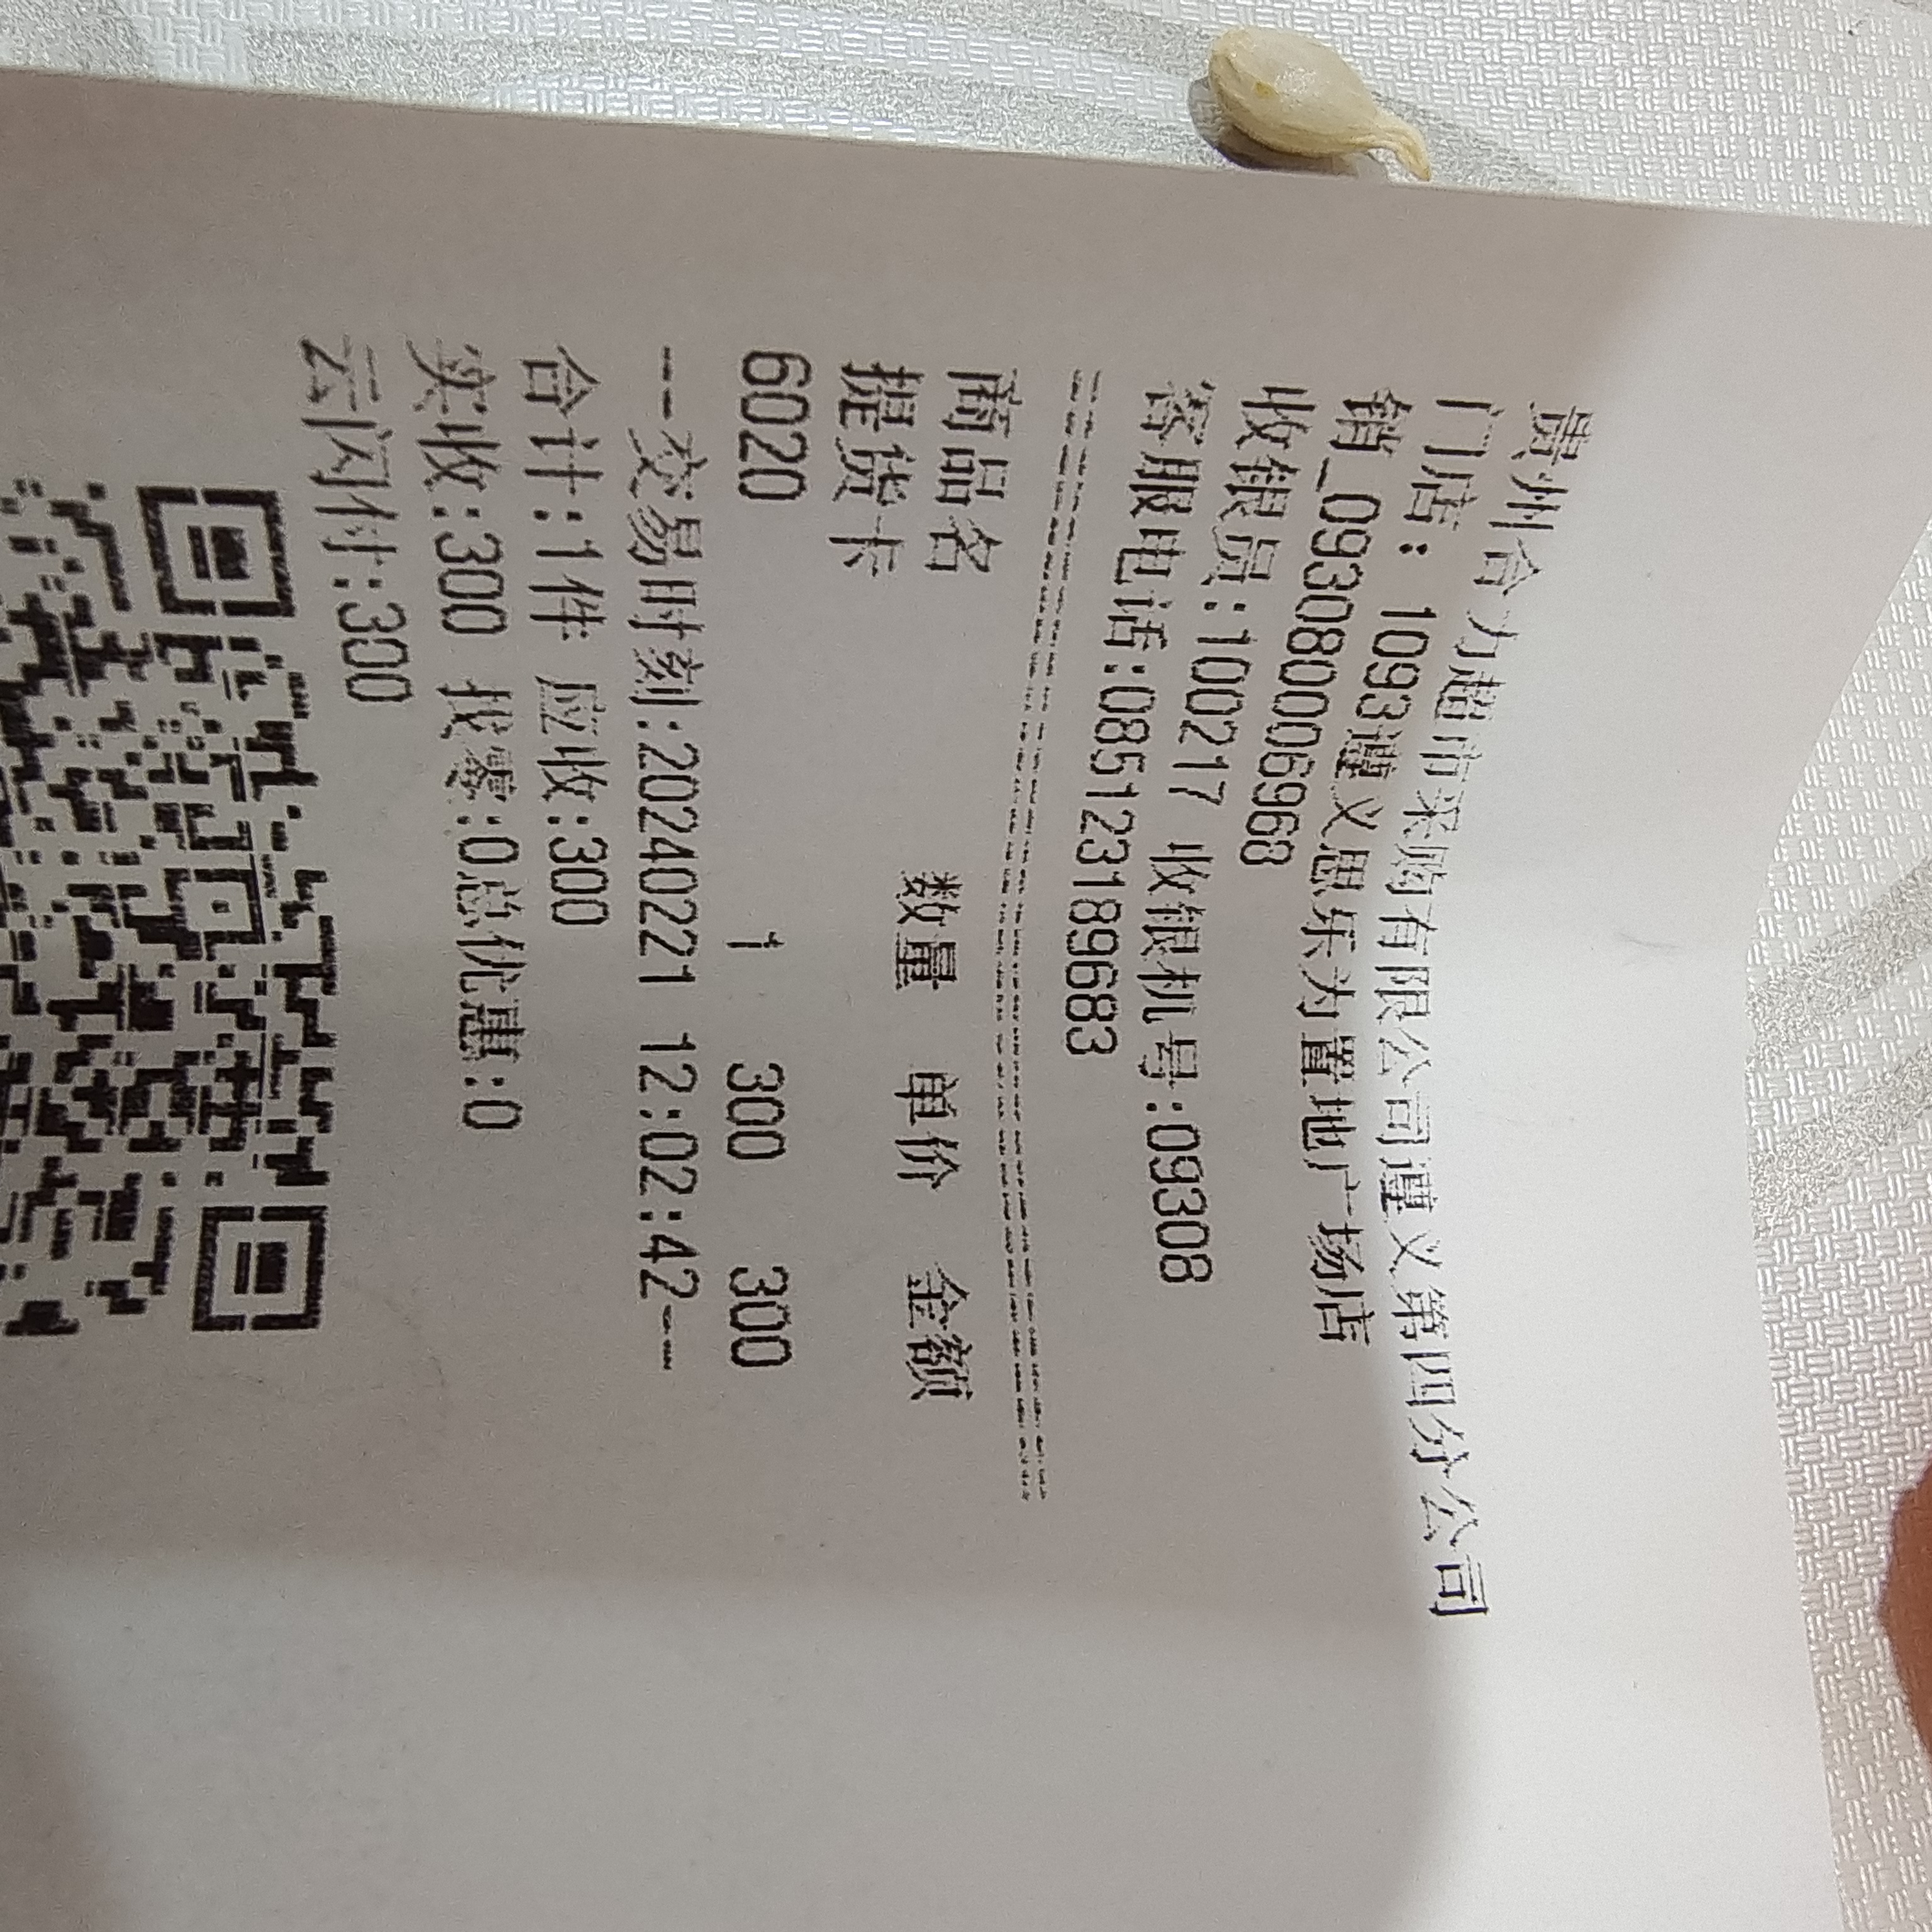 贵州合力超市采购有限公司遵义第四分公司
门店: 1093遵义思乐为置地广场店
销_093080006968
收银员:100217 收银机号:09308
客服电话:085123189683
商品名 数量 单价 金额
提货卡
6020 1 300 300
--交易时刻:20240221 12:02:42--
合计:1件 应收:300
实收:300 找零:0总优惠:0
云闪付:300